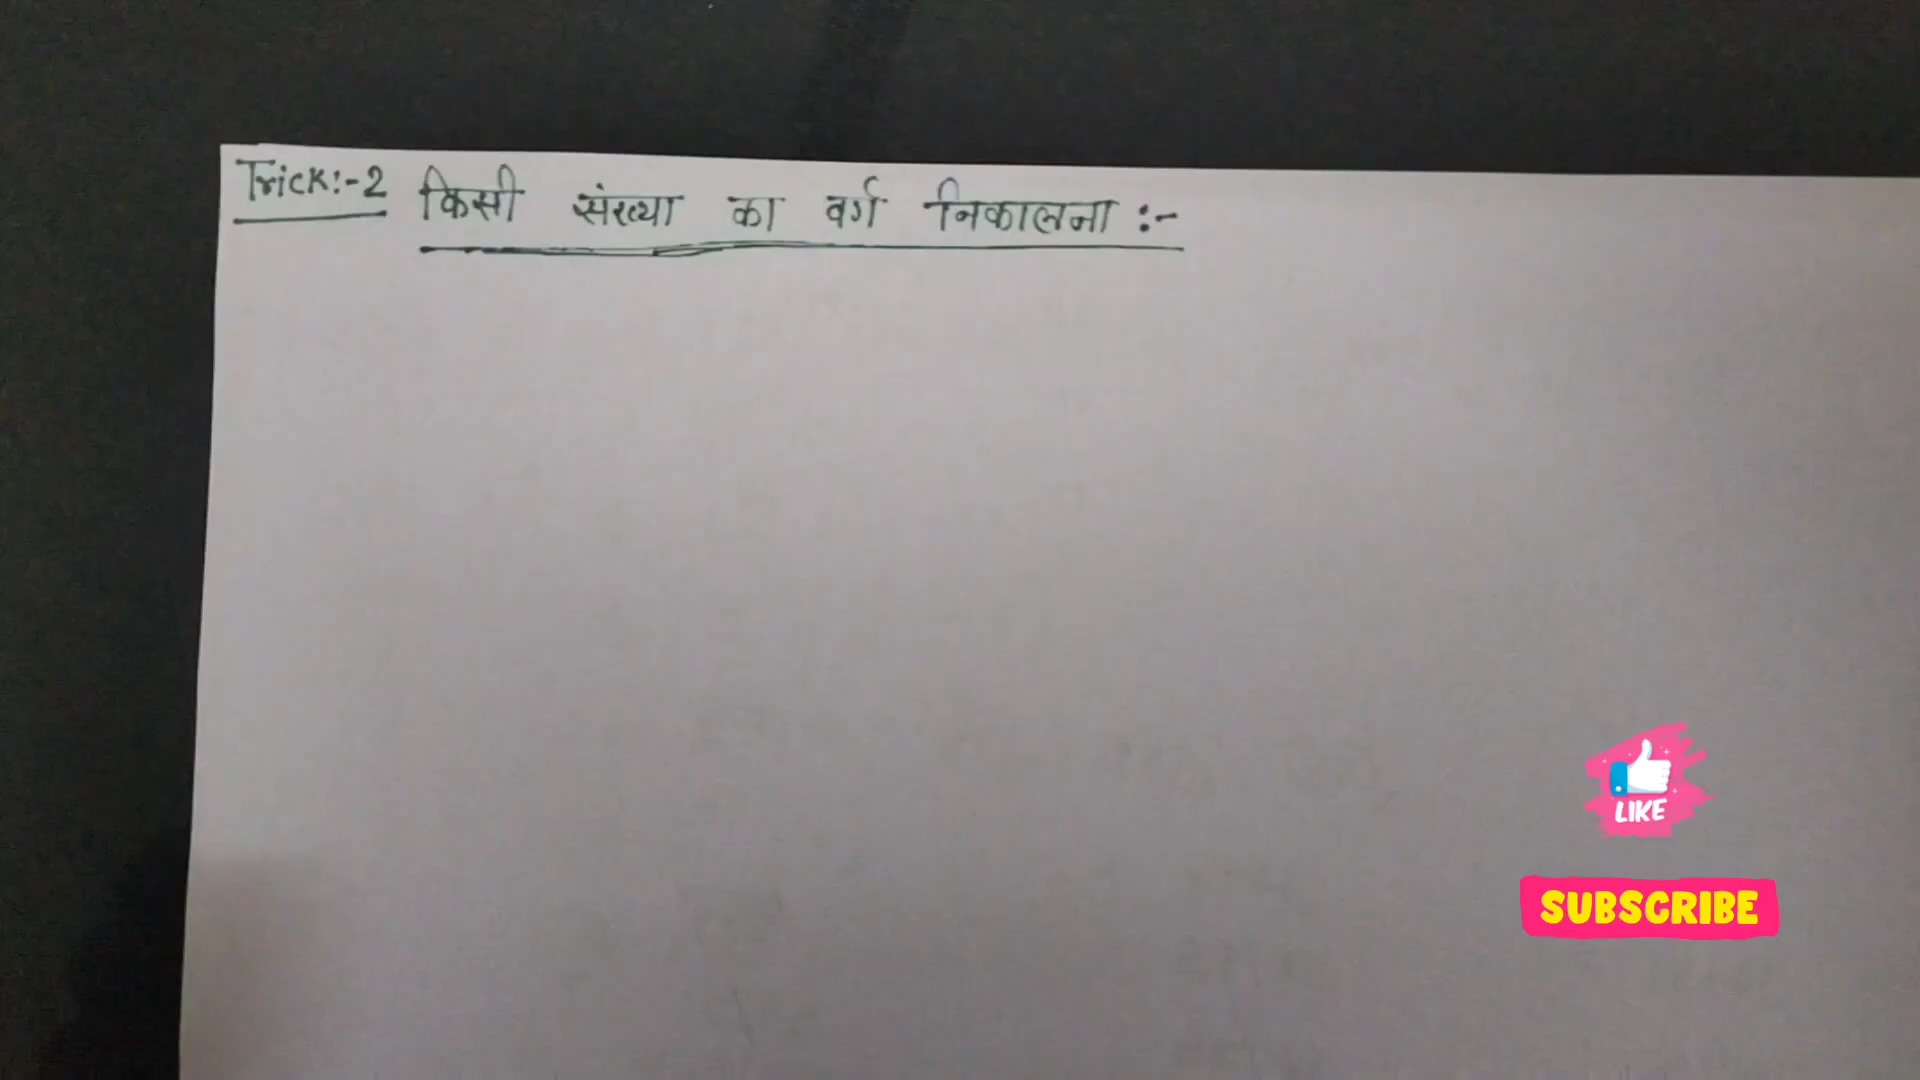 Trick:-2 किसी संख्या का वर्ग निकालना :-
LIKE
SUBSCRIBE